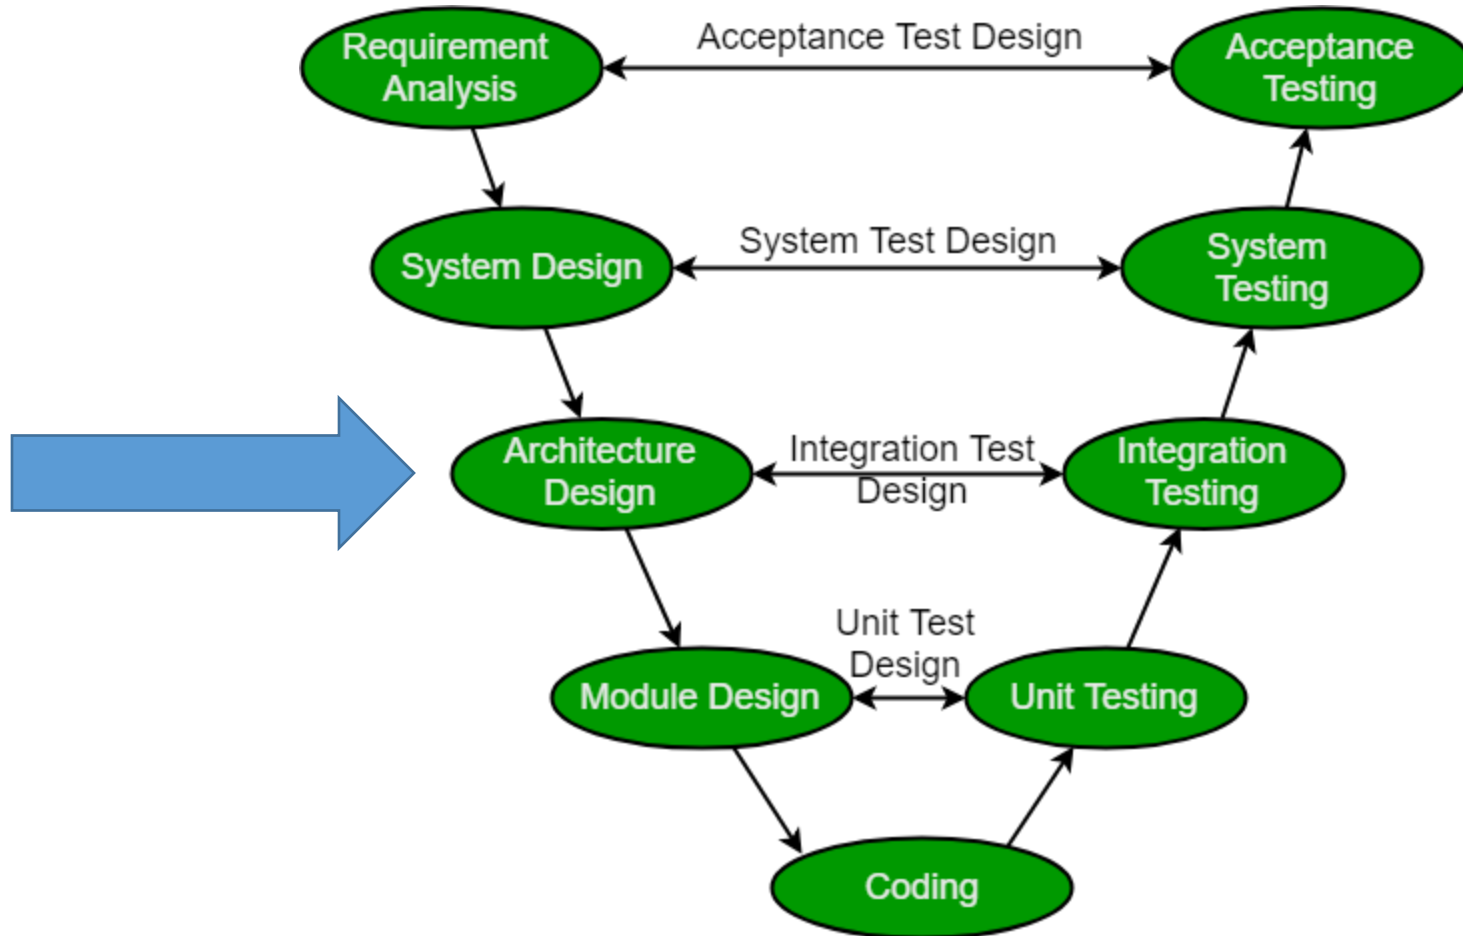 Requirement
Analysis
Acceptance Test Design
Acceptance
Testing
System Design
System Test Design
System
Testing
Architecture
Design
Integration Test
Design
Integration
Testing
Module Design
Unit Test
Design
Unit Testing
Coding